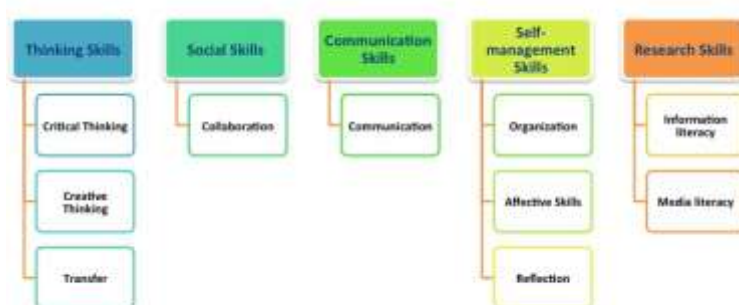 Thinking Skills
Critical Thinking
Creative
Thinking
Transfer
Social Skills
Collaboration
Communication
Skills
Communication
Self-
management
Skills
Organization
Affective Skills
Reflection
Research Skills
Information
literacy
Media literacy